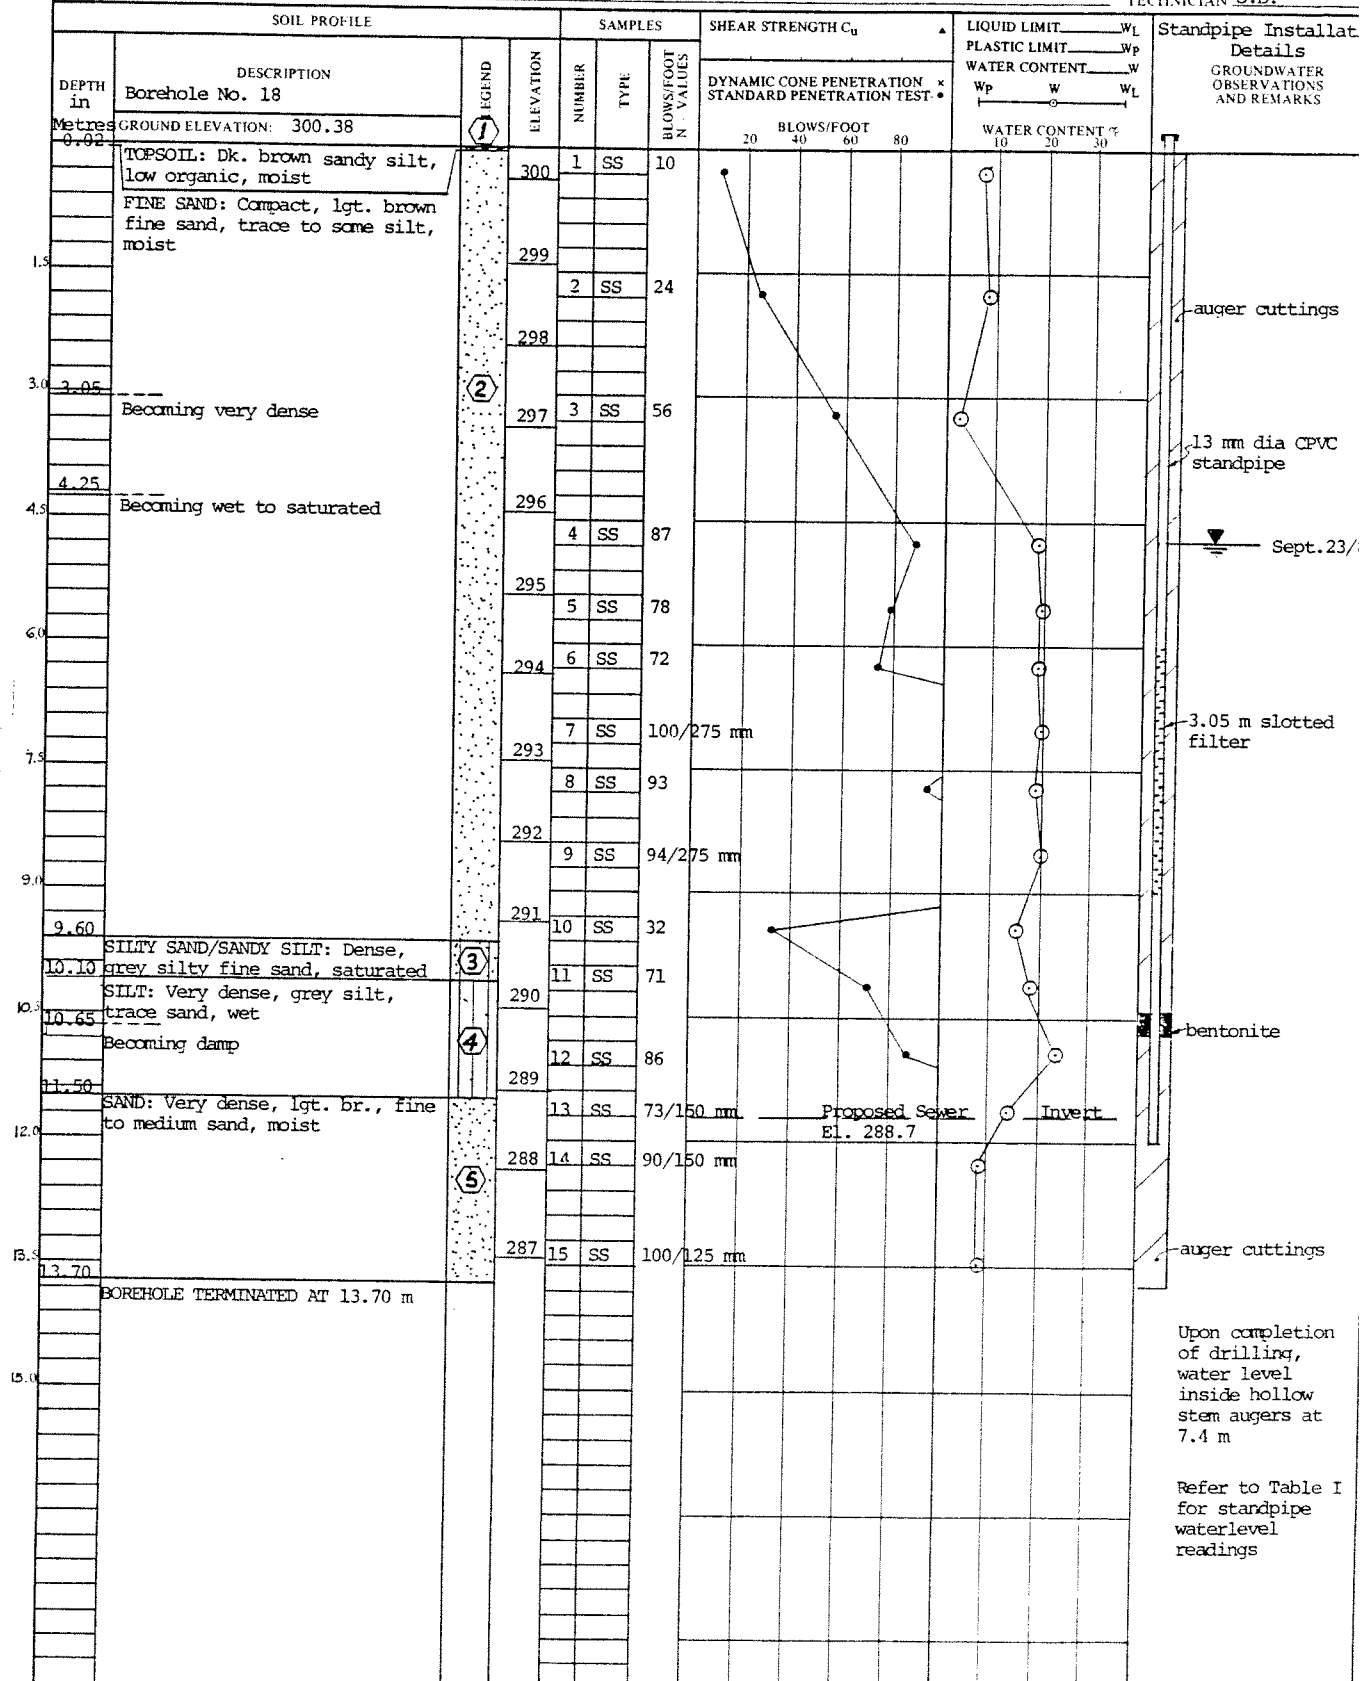 TECHNICIAN
SOIL PROFILE
SAMPLES
SHEAR STRENGTH Cu ▲
LIQUID LIMIT WL
PLASTIC LIMIT Wp
WATER CONTENT W
Wp W WL
WATER CONTENT %
10 20 30
Standpipe Installat
Details
GROUNDWATER
OBSERVATIONS
AND REMARKS
DEPTH
in
Metres
DESCRIPTION
Borehole No. 18
GROUND ELEVATION: 300.38
LEGEND
ELEVATION
NUMBER
TYPE
BLOWS/FOOT
N - VALUES
DYNAMIC CONE PENETRATION ×
STANDARD PENETRATION TEST- •
BLOWS/FOOT
20 40 60 80
1
0.02
TOPSOIL: Dk. brown sandy silt,
low organic, moist
300
1 SS 10
FINE SAND: Compact, lgt. brown
fine sand, trace to some silt,
moist
1.5
299
2 SS 24
auger cuttings
298
3.0
3.05
2
Becoming very dense
297
3 SS 56
13 mm dia CPVC
standpipe
4.25
4.5
Becoming wet to saturated
296
4 SS 87
Sept.23/
295
5 SS 78
6.0
294
6 SS 72
7 SS 100/275 mm
3.05 m slotted
filter
293
7.5
8 SS 93
292
9 SS 94/275 mm
9.0
291
9.60
10 SS 32
SILTY SAND/SANDY SILT: Dense,
grey silty fine sand, saturated
3
10.10
11 SS 71
SILT: Very dense, grey silt,
trace sand, wet
290
10.5
10.65
Becoming damp
4
bentonite
12 SS 86
289
11.50
SAND: Very dense, lgt. br., fine
to medium sand, moist
13 SS 73/150 mm
Proposed Sewer Invert
El. 288.7
12.0
288
14 SS 90/150 mm
5
287
15 SS 100/125 mm
auger cuttings
13.5
13.70
BOREHOLE TERMINATED AT 13.70 m
Upon completion
of drilling,
water level
inside hollow
stem augers at
7.4 m
15.0
Refer to Table I
for standpipe
waterlevel
readings